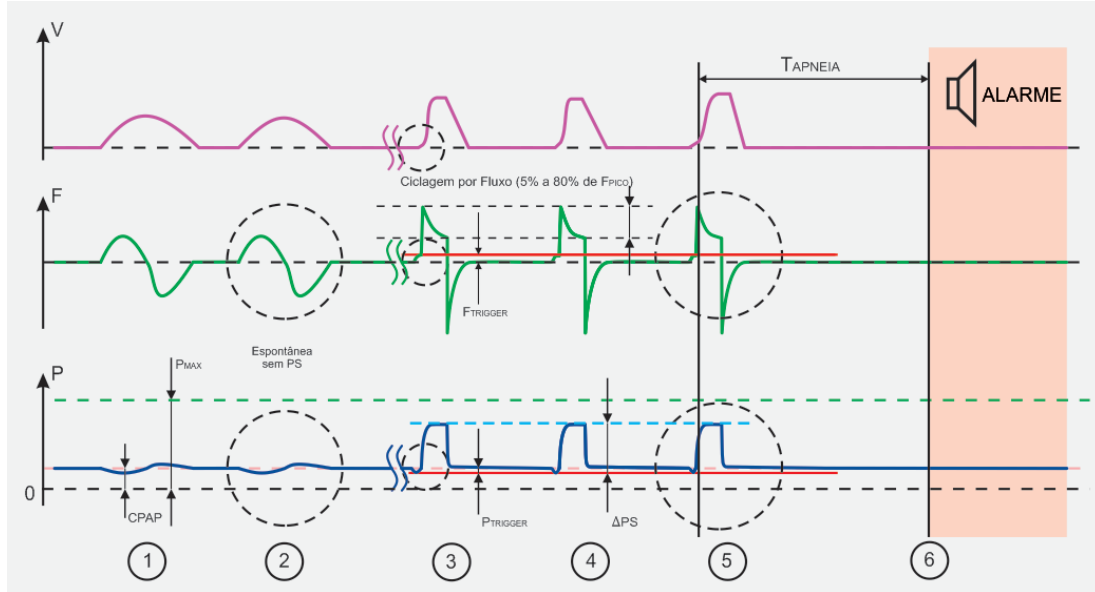 V
TAPNEIA
ALARME
Ciclagem por Fluxo (5% a 80% de FPICO)
F
FTRIGGER
Espontânea
sem PS
PMAX
P
0
CPAP
PTRIGGER
ΔPS
1
2
3
4
5
6